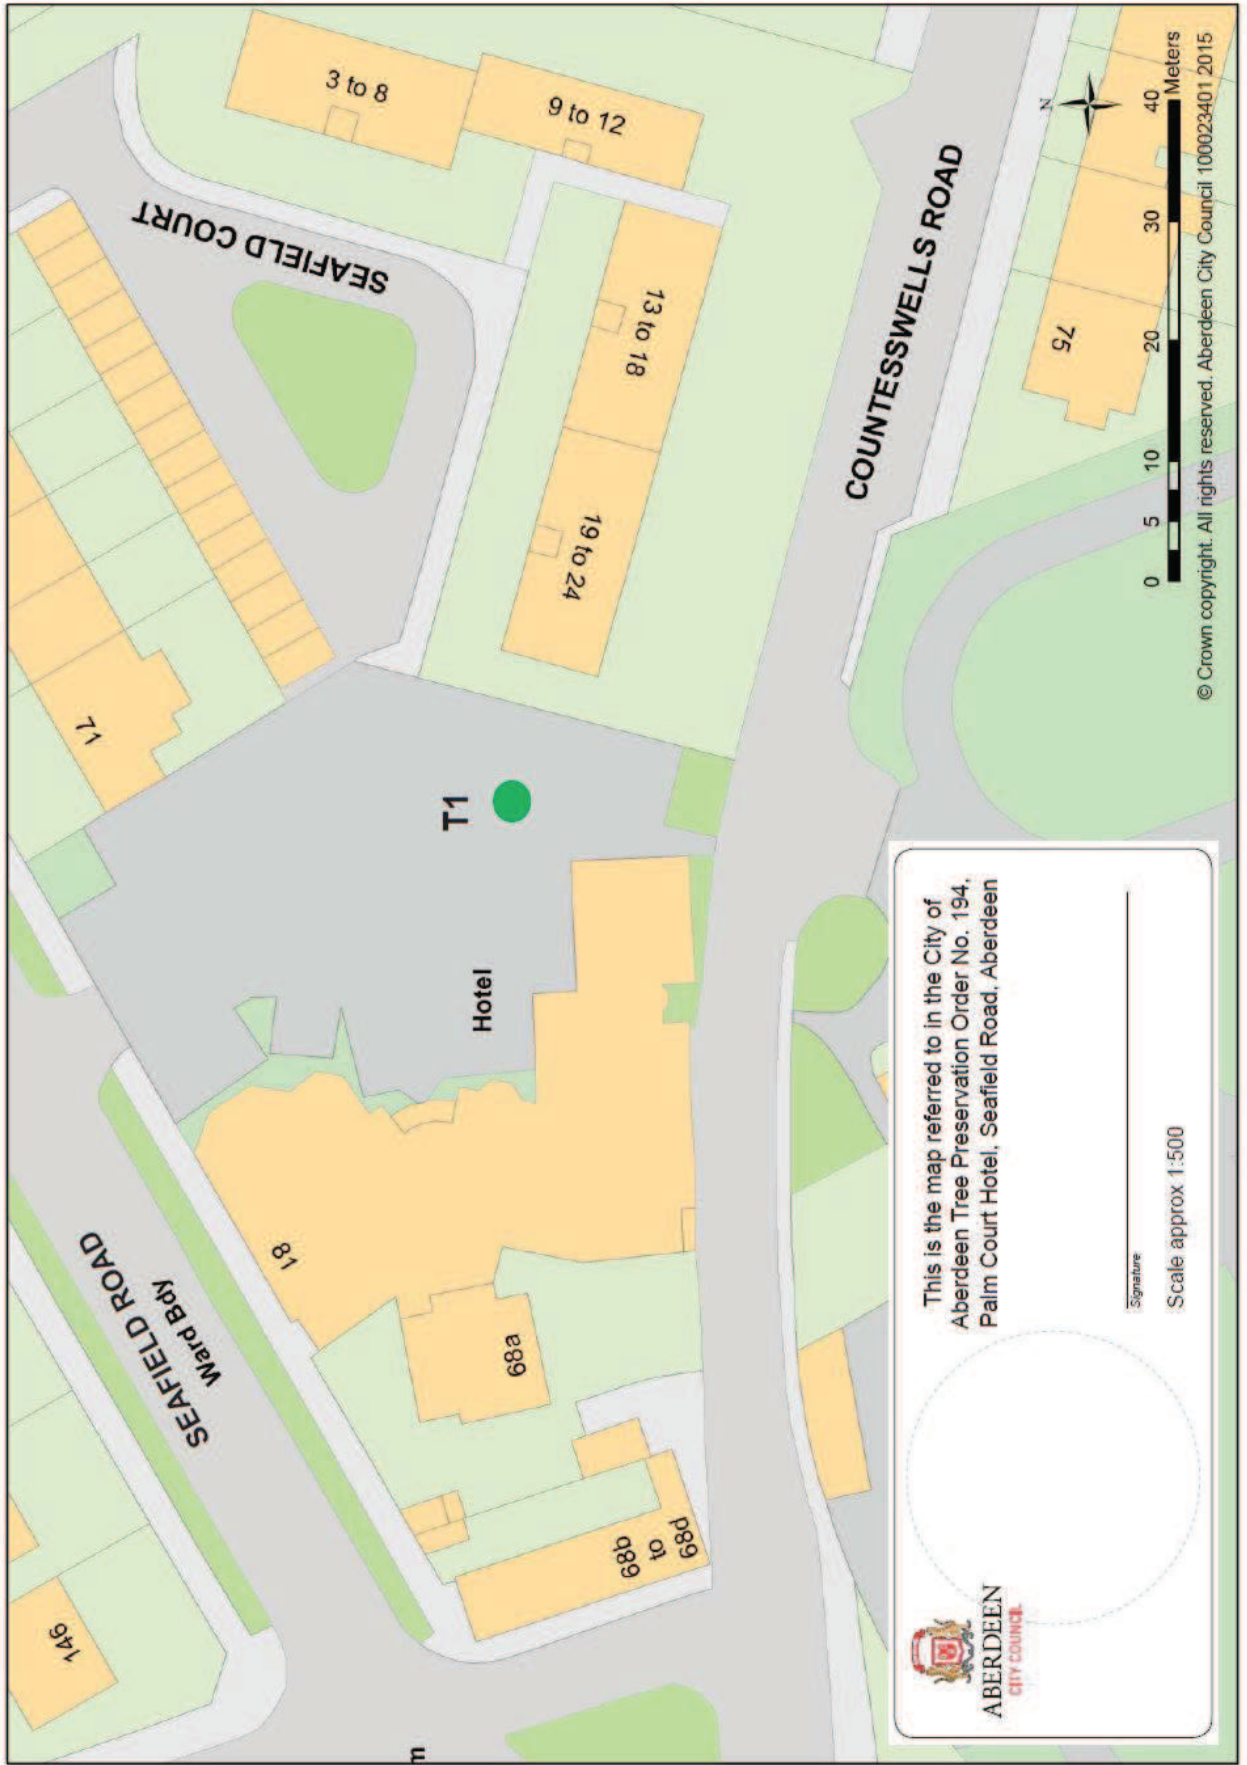 SEAFIELD ROAD
Ward Bdy
146
81
71
SEAFIELD COURT
3 to 8
9 to 12
13 to 18
19 to 24
T1
Hotel
68a
68b
to
68d
m
COUNTESSWELLS ROAD
75
N
0 5 10 20 30 40
Meters
© Crown copyright. All rights reserved. Aberdeen City Council 100023401 2015
This is the map referred to in the City of
Aberdeen Tree Preservation Order No. 194,
Palm Court Hotel, Seafield Road, Aberdeen
Signature
Scale approx 1:500
ABERDEEN
CITY COUNCIL